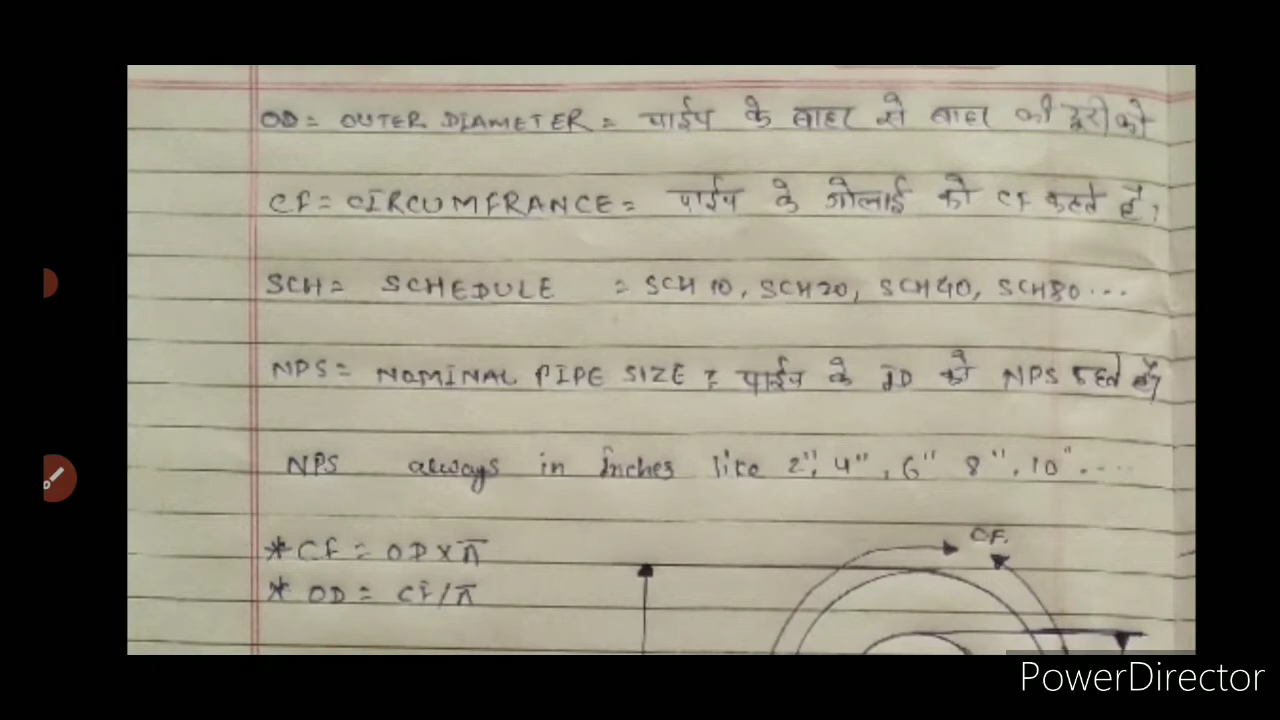 OD = OUTER DIAMETER = पाईप के बाहर से बाहर की दूरी को
CF = CIRCUMFRANCE = पाईप के गोलाई को CF कहते हैं,
SCH = SCHEDULE = SCH 10, SCH 20, SCH 40, SCH 80 ...
NPS = NOMINAL PIPE SIZE = पाईप के ID को NPS कहते हैं,
NPS always in Inches like 2", 4", 6" 8", 10" ....
* CF = OD x π
* OD = CF/π
CF.
PowerDirector